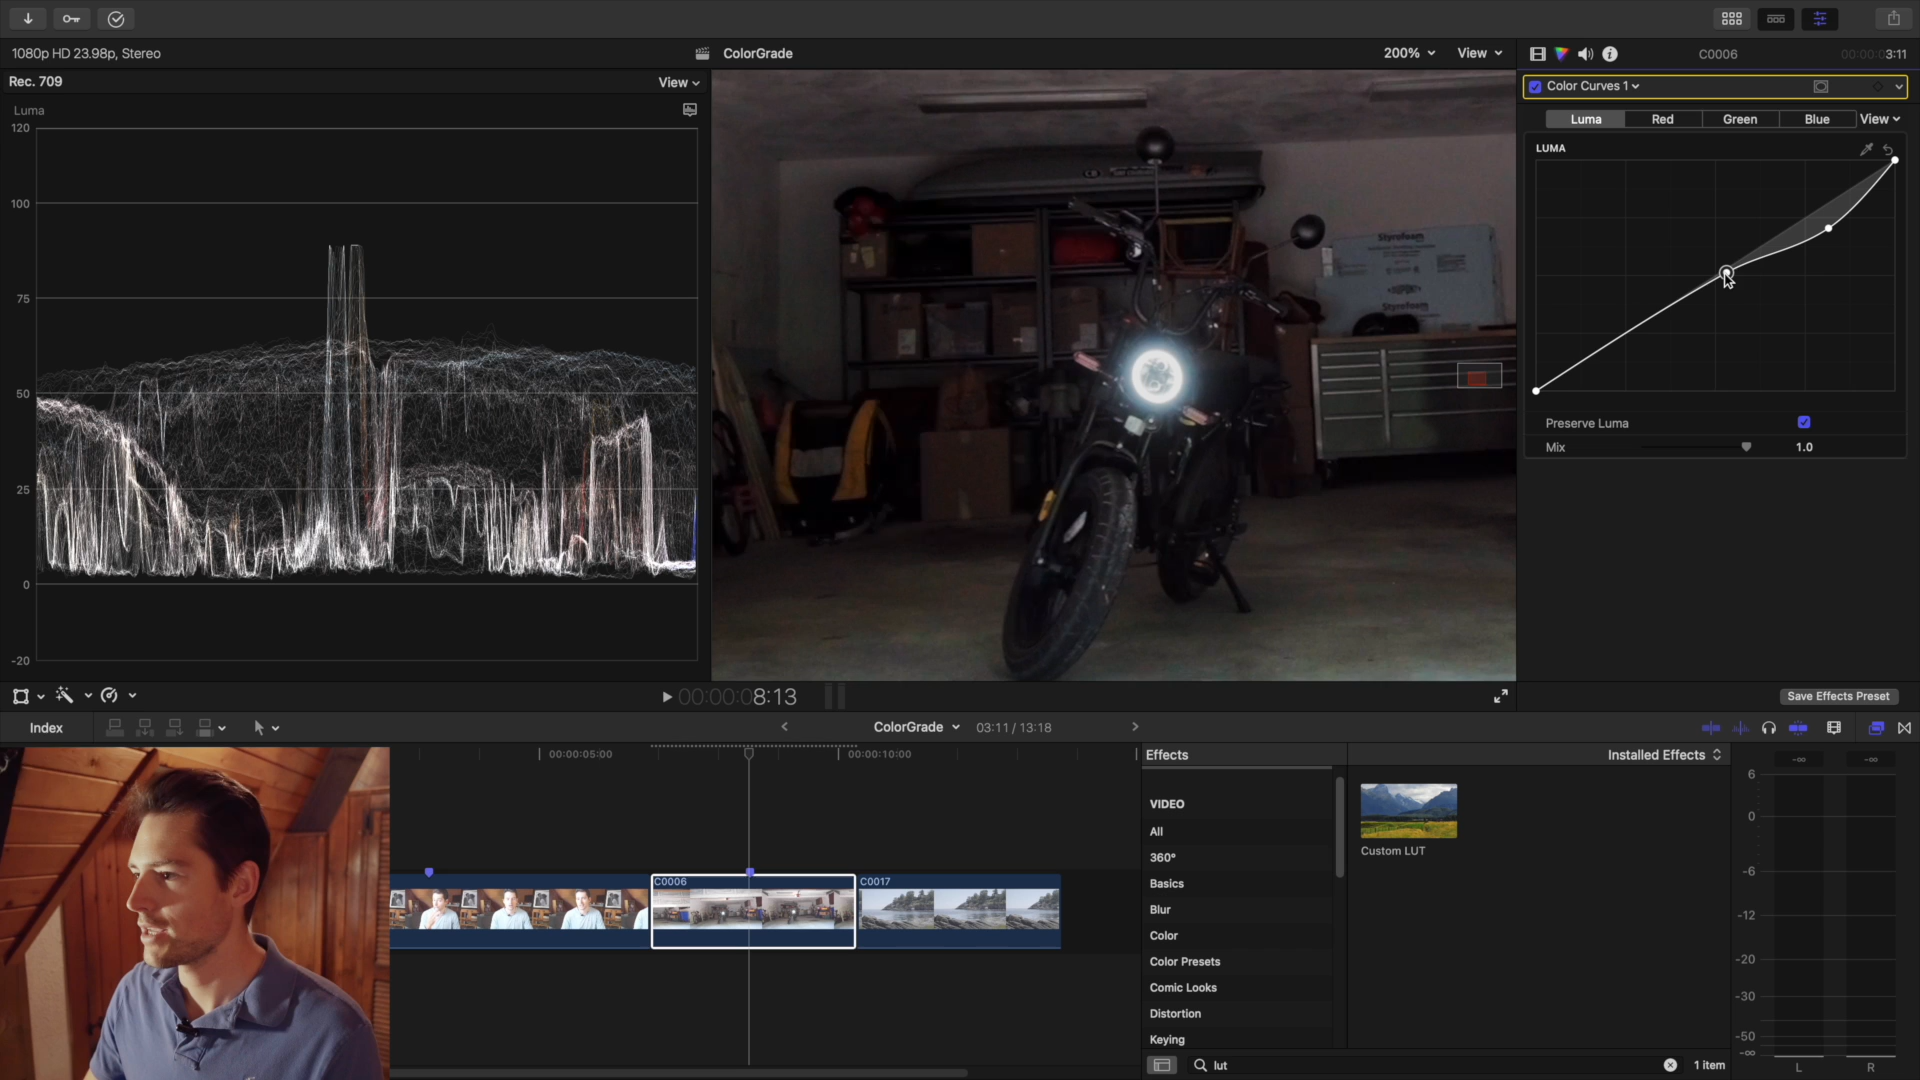 1080p HD 23.98p, Stereo
ColorGrade
200%
View
C0006
00:00:03:11
Rec. 709
View
Color Curves 1
Luma
Luma
Red
Green
Blue
View
120
LUMA
100
75
50
25
0
-20
Styrofoam
Styrofoam
Preserve Luma
Mix
1.0
00:00:08:13
Save Effects Preset
Index
ColorGrade
03:11 / 13:18
00:00:05:00
00:00:10:00
C0006
C0017
Effects
Installed Effects
VIDEO
All
360°
Basics
Blur
Color
Color Presets
Comic Looks
Distortion
Keying
Custom LUT
lut
1 item
-∞
-∞
6
0
-6
-12
-20
-30
-50
-∞
L
R